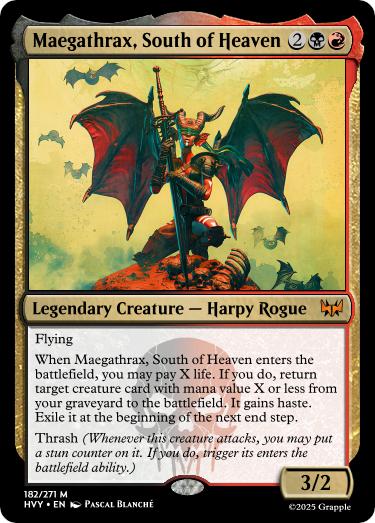 Maegathrax, South of Heaven 2
Legendary Creature — Harpy Rogue
Flying
When Maegathrax, South of Heaven enters the
battlefield, you may pay X life. If you do, return
target creature card with mana value X or less from
your graveyard to the battlefield. It gains haste.
Exile it at the beginning of the next end step.
Thrash (Whenever this creature attacks, you may put
a stun counter on it. If you do, trigger its enters the
battlefield ability.)
3/2
182/271 M
HVY • EN Pascal Blanché
©2025 Grapple